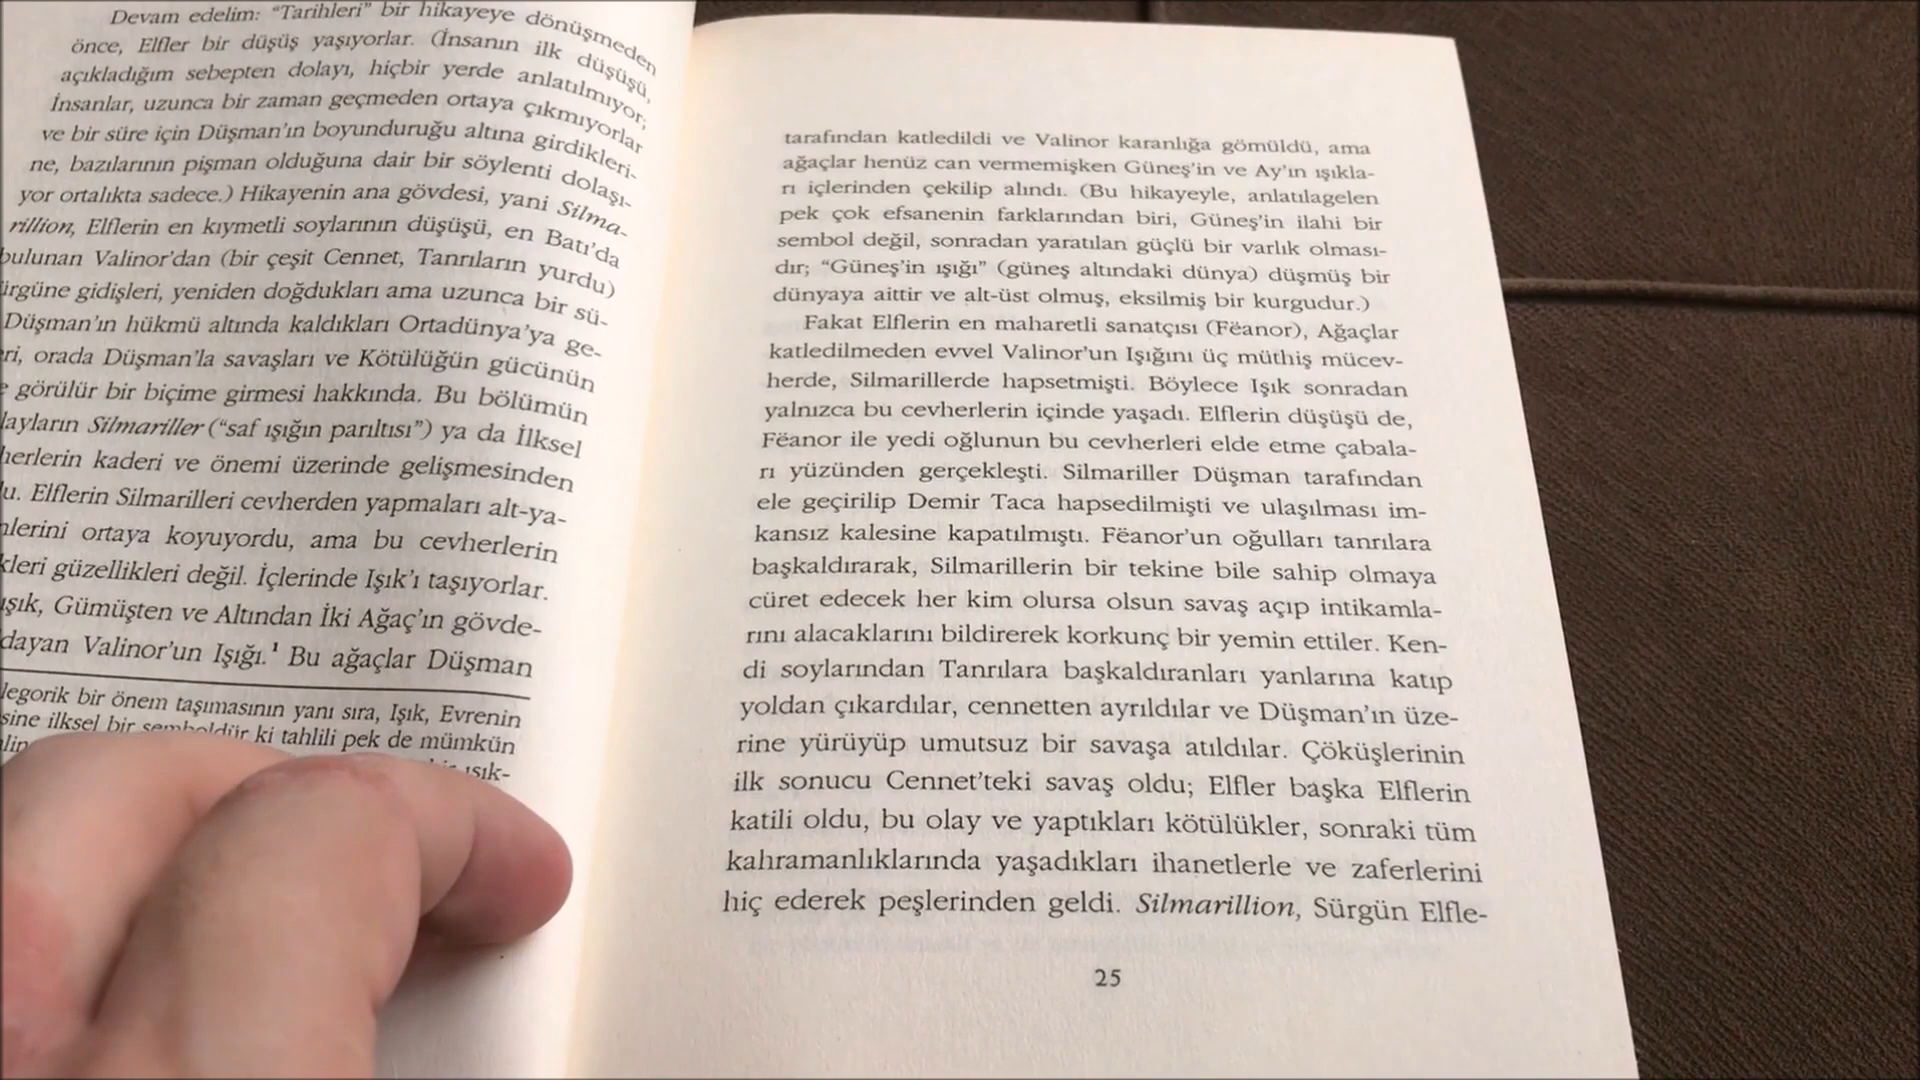 Devam edelim: “Tarihleri” bir hikayeye dönüşmeden
önce, Elfler bir düşüş yaşıyorlar. (İnsanın ilk düşüşü,
açıkladığım sebepten dolayı, hiçbir yerde anlatılmıyor;
İnsanlar, uzunca bir zaman geçmeden ortaya çıkmıyorlar
ve bir süre için Düşman’ın boyunduruğu altına girdikleri-
ne, bazılarının pişman olduğuna dair bir söylenti dolaşı-
yor ortalıkta sadece.) Hikayenin ana gövdesi, yani Silma-
rillion, Elflerin en kıymetli soylarının düşüşü, en Batı’da
bulunan Valinor’dan (bir çeşit Cennet, Tanrıların yurdu)
ürgüne gidişleri, yeniden doğdukları ama uzunca bir sü-
Düşman’ın hükmü altında kaldıkları Ortadünya’ya ge-
ri, orada Düşman’la savaşları ve Kötülüğün gücünün
görülür bir biçime girmesi hakkında. Bu bölümün
layların Silmariller (“saf ışığın parıltısı”) ya da İlksel
herlerin kaderi ve önemi üzerinde gelişmesinden
u. Elflerin Silmarilleri cevherden yapmaları alt-ya-
nlerini ortaya koyuyordu, ama bu cevherlerin
kleri güzellikleri değil. İçlerinde Işık’ı taşıyorlar.
ışık, Gümüşten ve Altından İki Ağaç’ın gövde-
dayan Valinor’un Işığı.¹ Bu ağaçlar Düşman
legorik bir önem taşımasının yanı sıra, Işık, Evrenin
sine ilksel bir semboldür ki tahlili pek de mümkün
ışık-
tarafından katledildi ve Valinor karanlığa gömüldü, ama
ağaçlar henüz can vermemişken Güneş’in ve Ay’ın ışıkla-
rı içlerinden çekilip alındı. (Bu hikayeyle, anlatılagelen
pek çok efsanenin farklarından biri, Güneş’in ilahi bir
sembol değil, sonradan yaratılan güçlü bir varlık olması-
dır; “Güneş’in ışığı” (güneş altındaki dünya) düşmüş bir
dünyaya aittir ve alt-üst olmuş, eksilmiş bir kurgudur.)
Fakat Elflerin en maharetli sanatçısı (Fëanor), Ağaçlar
katledilmeden evvel Valinor’un Işığını üç müthiş mücev-
herde, Silmarillerde hapsetmişti. Böylece Işık sonradan
yalnızca bu cevherlerin içinde yaşadı. Elflerin düşüşü de,
Fëanor ile yedi oğlunun bu cevherleri elde etme çabala-
rı yüzünden gerçekleşti. Silmariller Düşman tarafından
ele geçirilip Demir Taca hapsedilmişti ve ulaşılması im-
kansız kalesine kapatılmıştı. Fëanor’un oğulları tanrılara
başkaldırarak, Silmarillerin bir tekine bile sahip olmaya
cüret edecek her kim olursa olsun savaş açıp intikamla-
rını alacaklarını bildirerek korkunç bir yemin ettiler. Ken-
di soylarından Tanrılara başkaldıranları yanlarına katıp
yoldan çıkardılar, cennetten ayrıldılar ve Düşman’ın üze-
rine yürüyüp umutsuz bir savaşa atıldılar. Çöküşlerinin
ilk sonucu Cennet’teki savaş oldu; Elfler başka Elflerin
katili oldu, bu olay ve yaptıkları kötülükler, sonraki tüm
kahramanlıklarında yaşadıkları ihanetlerle ve zaferlerini
hiç ederek peşlerinden geldi. Silmarillion, Sürgün Elfle-
25